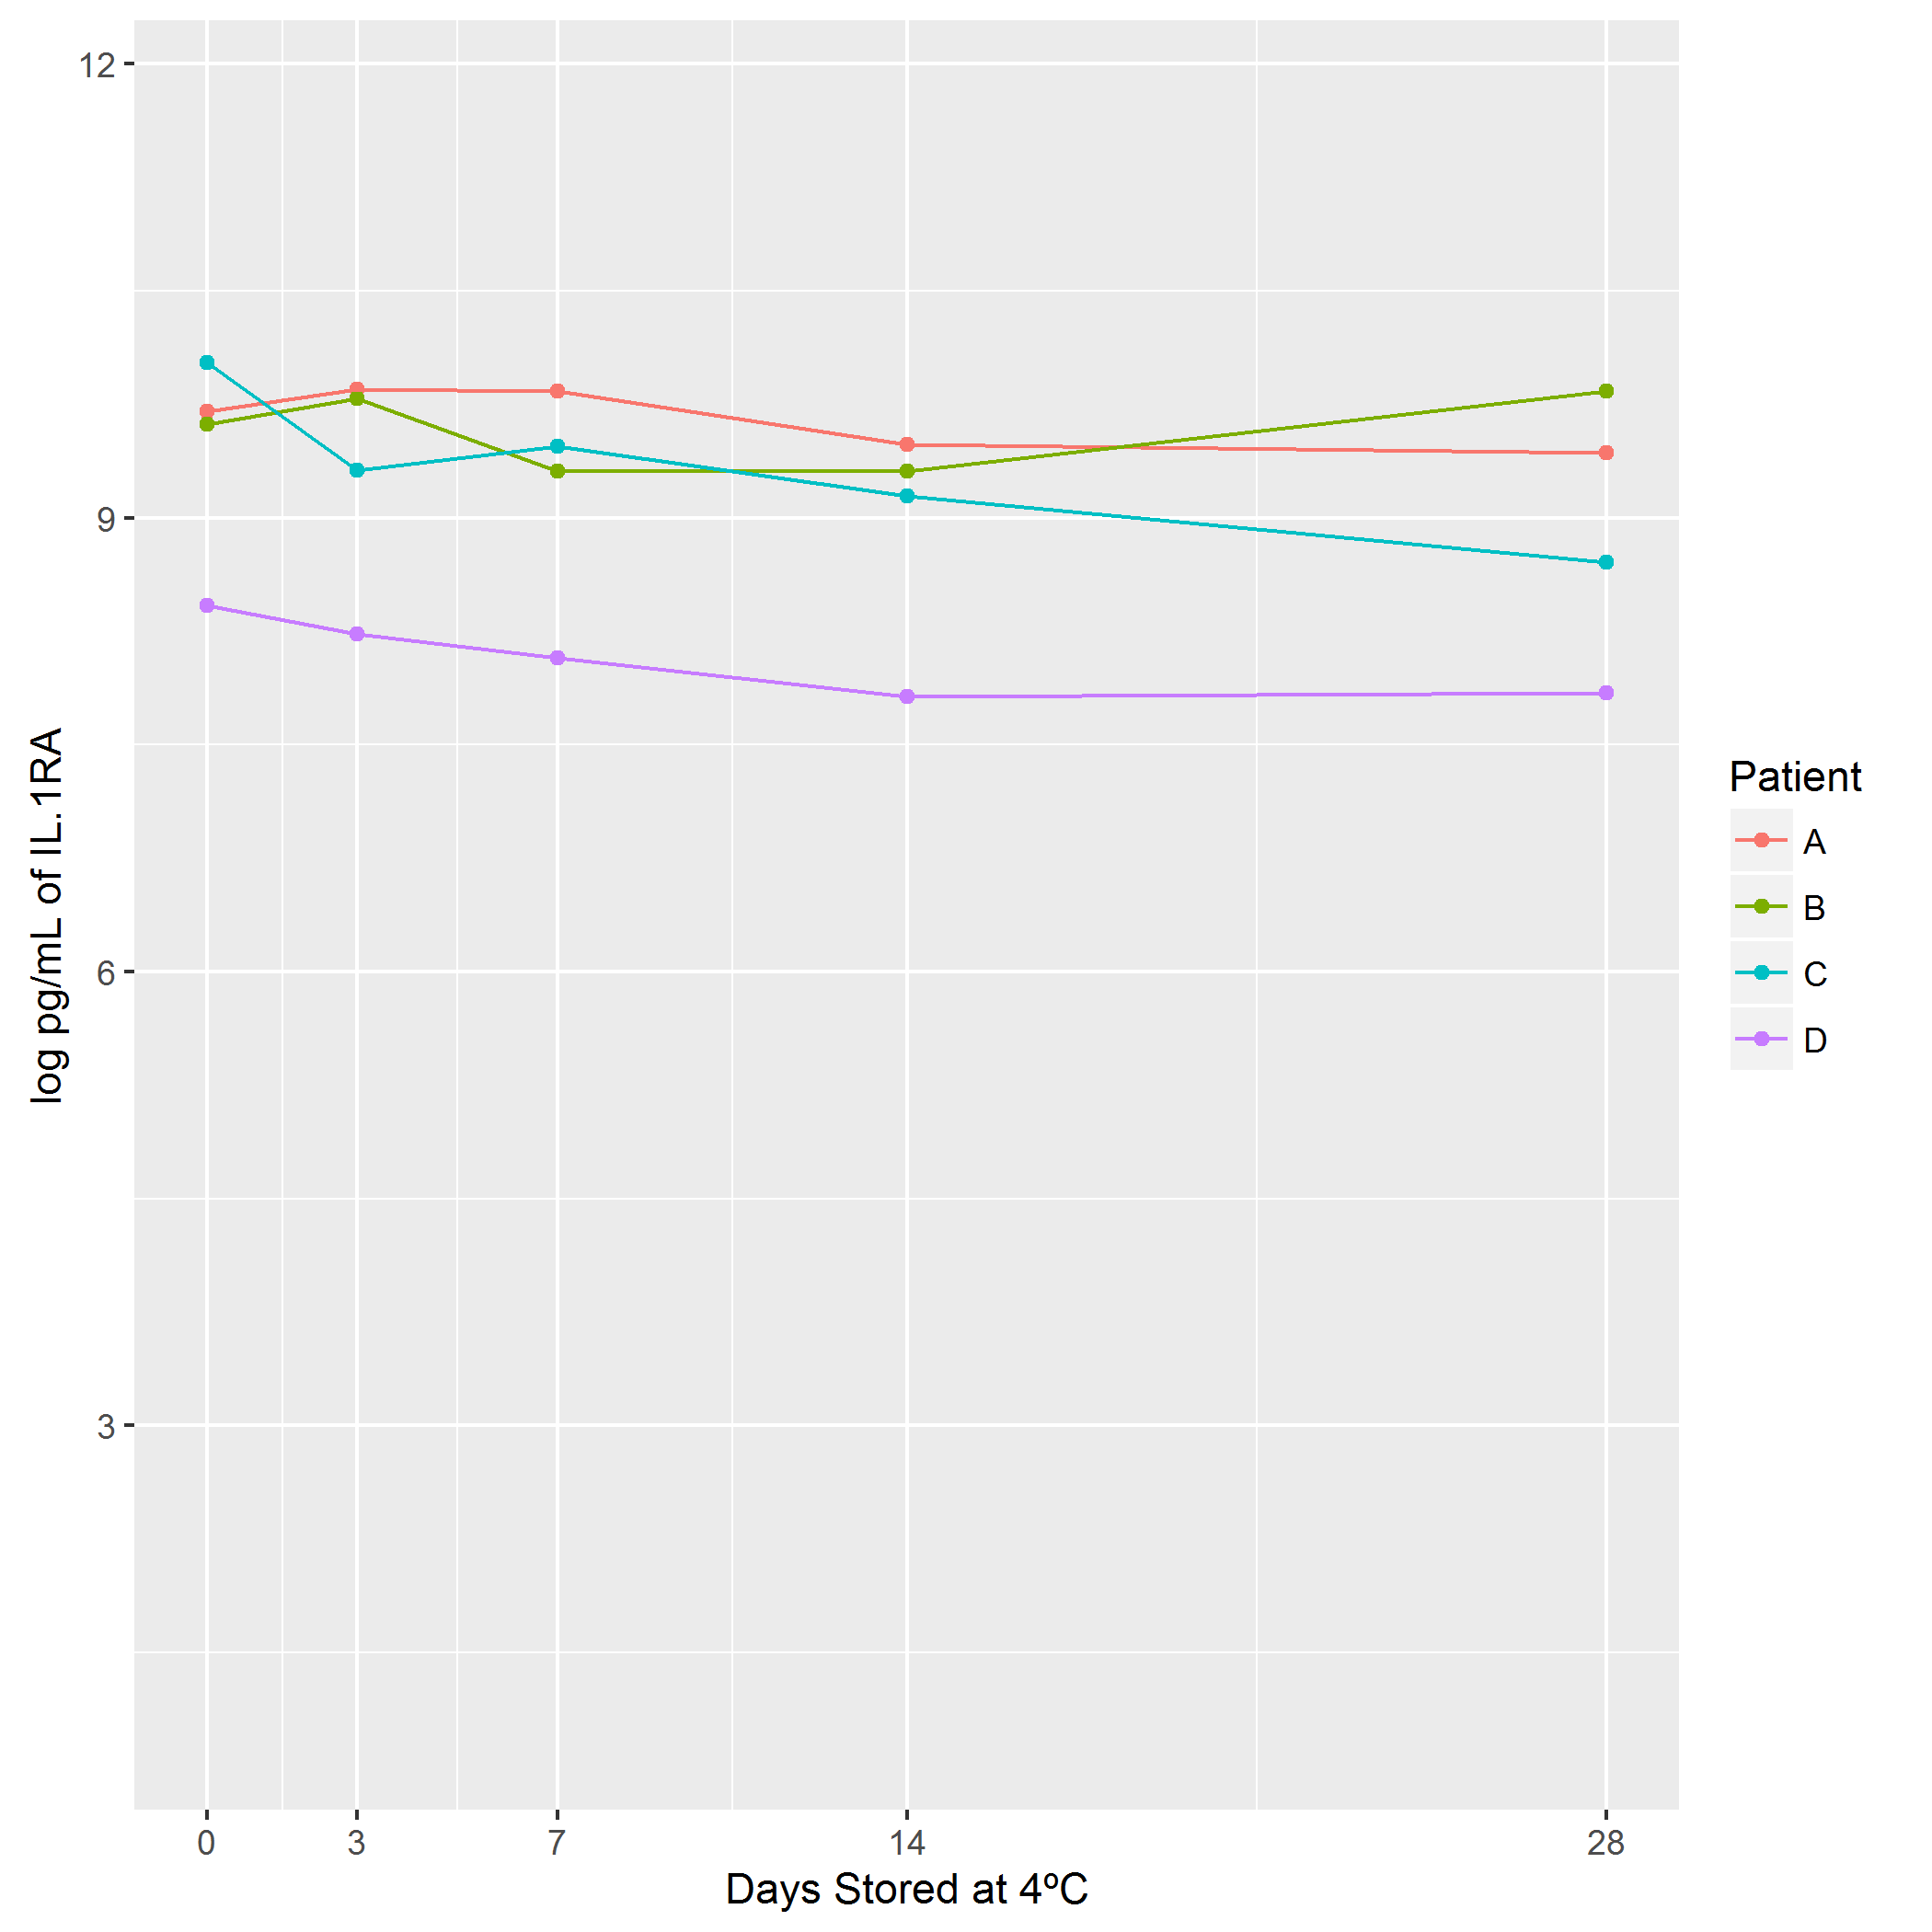 12
9
6
3
log pg/mL of IL.1RA
0 3 7 14 28
Days Stored at 4ºC
Patient
A
B
C
D